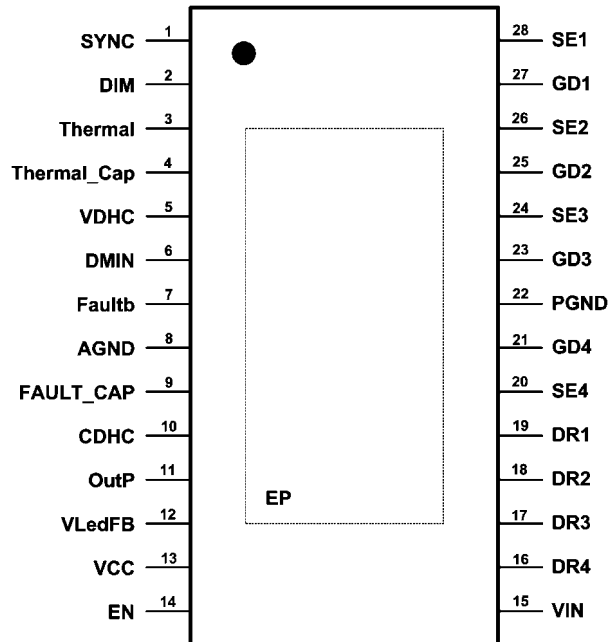 SYNC 1
DIM 2
Thermal 3
Thermal_Cap 4
VDHC 5
DMIN 6
Faultb 7
AGND 8
FAULT_CAP 9
CDHC 10
OutP 11
VLedFB 12
VCC 13
EN 14
EP
28 SE1
27 GD1
26 SE2
25 GD2
24 SE3
23 GD3
22 PGND
21 GD4
20 SE4
19 DR1
18 DR2
17 DR3
16 DR4
15 VIN